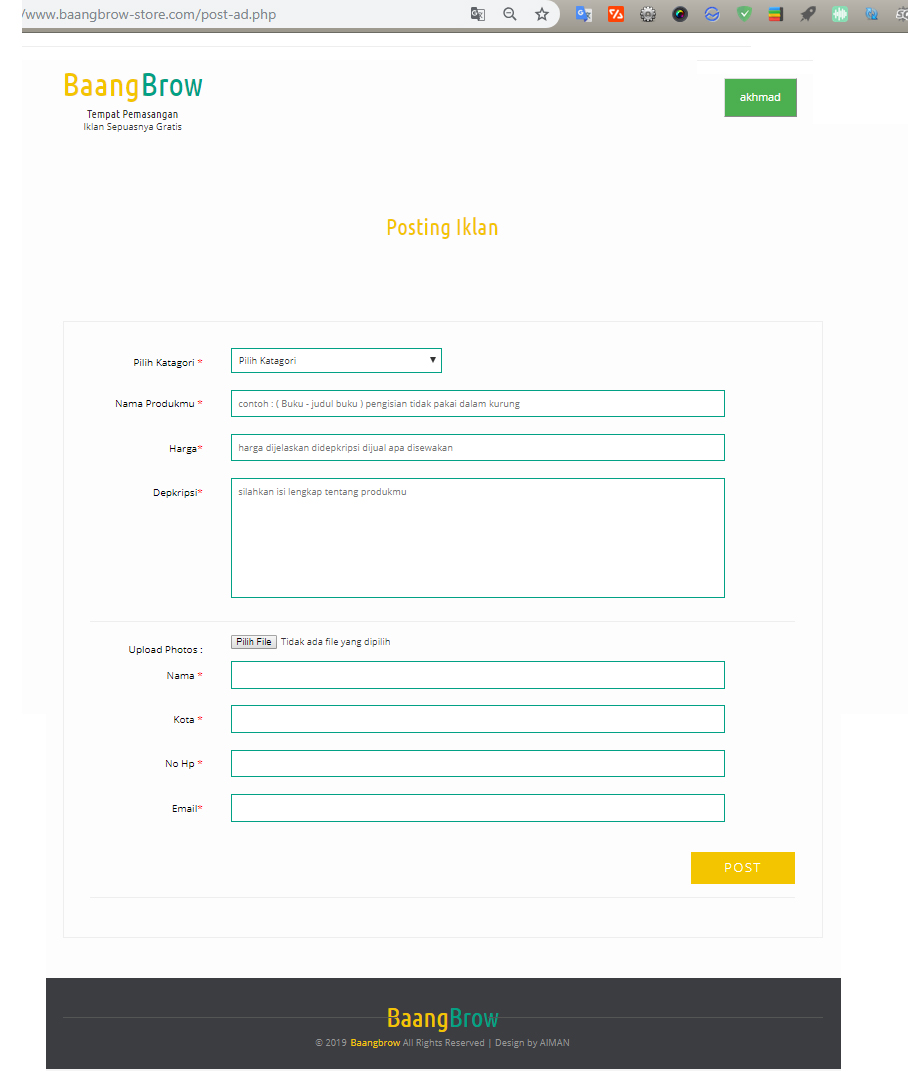 /www.baangbrow-store.com/post-ad.php
BaangBrow
Tempat Pemasangan
Iklan Sepuasnya Gratis
akhmad
Posting Iklan
Pilih Katagori *
Pilih Katagori
Nama Produkmu *
contoh : ( Buku - judul buku ) pengisian tidak pakai dalam kurung
Harga*
harga dijelaskan didepkripsi dijual apa disewakan
Depkripsi*
silahkan isi lengkap tentang produkmu
Upload Photos :
Pilih File Tidak ada file yang dipilih
Nama *
Kota *
No Hp *
Email*
POST
BaangBrow
© 2019 Baangbrow All Rights Reserved | Design by AIMAN